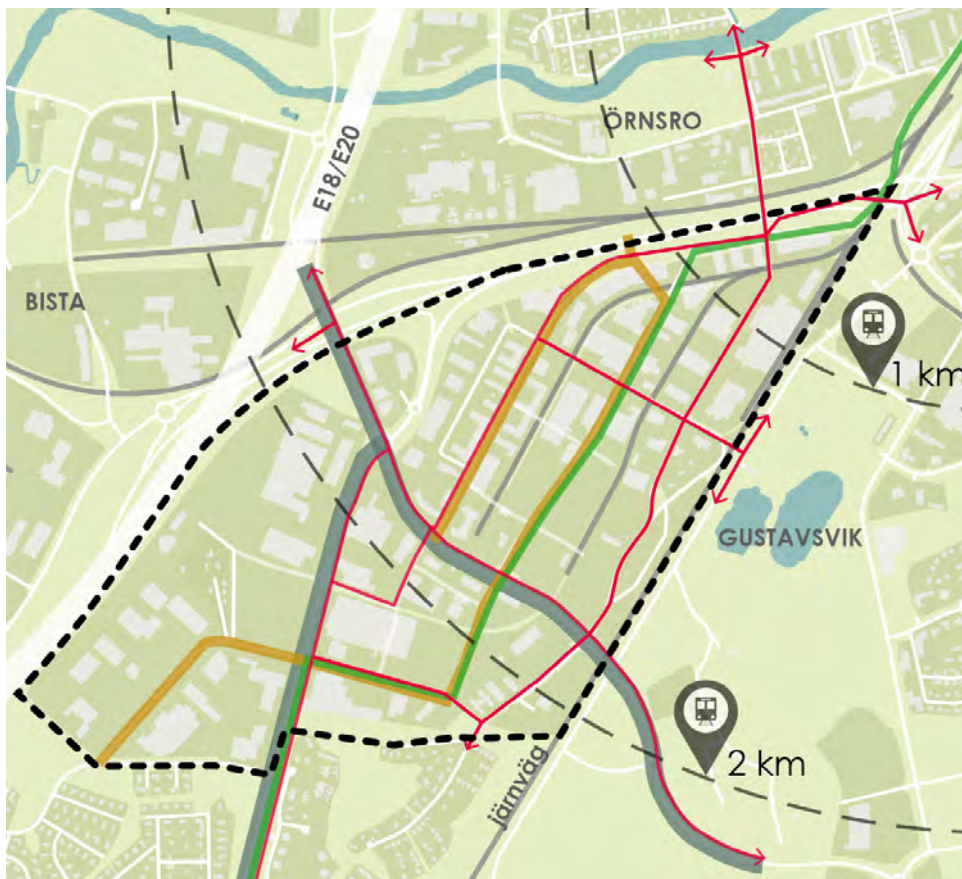 ÖRNSRO
E18/E20
BISTA
1 km
GUSTAVSVIK
2 km
järnväg